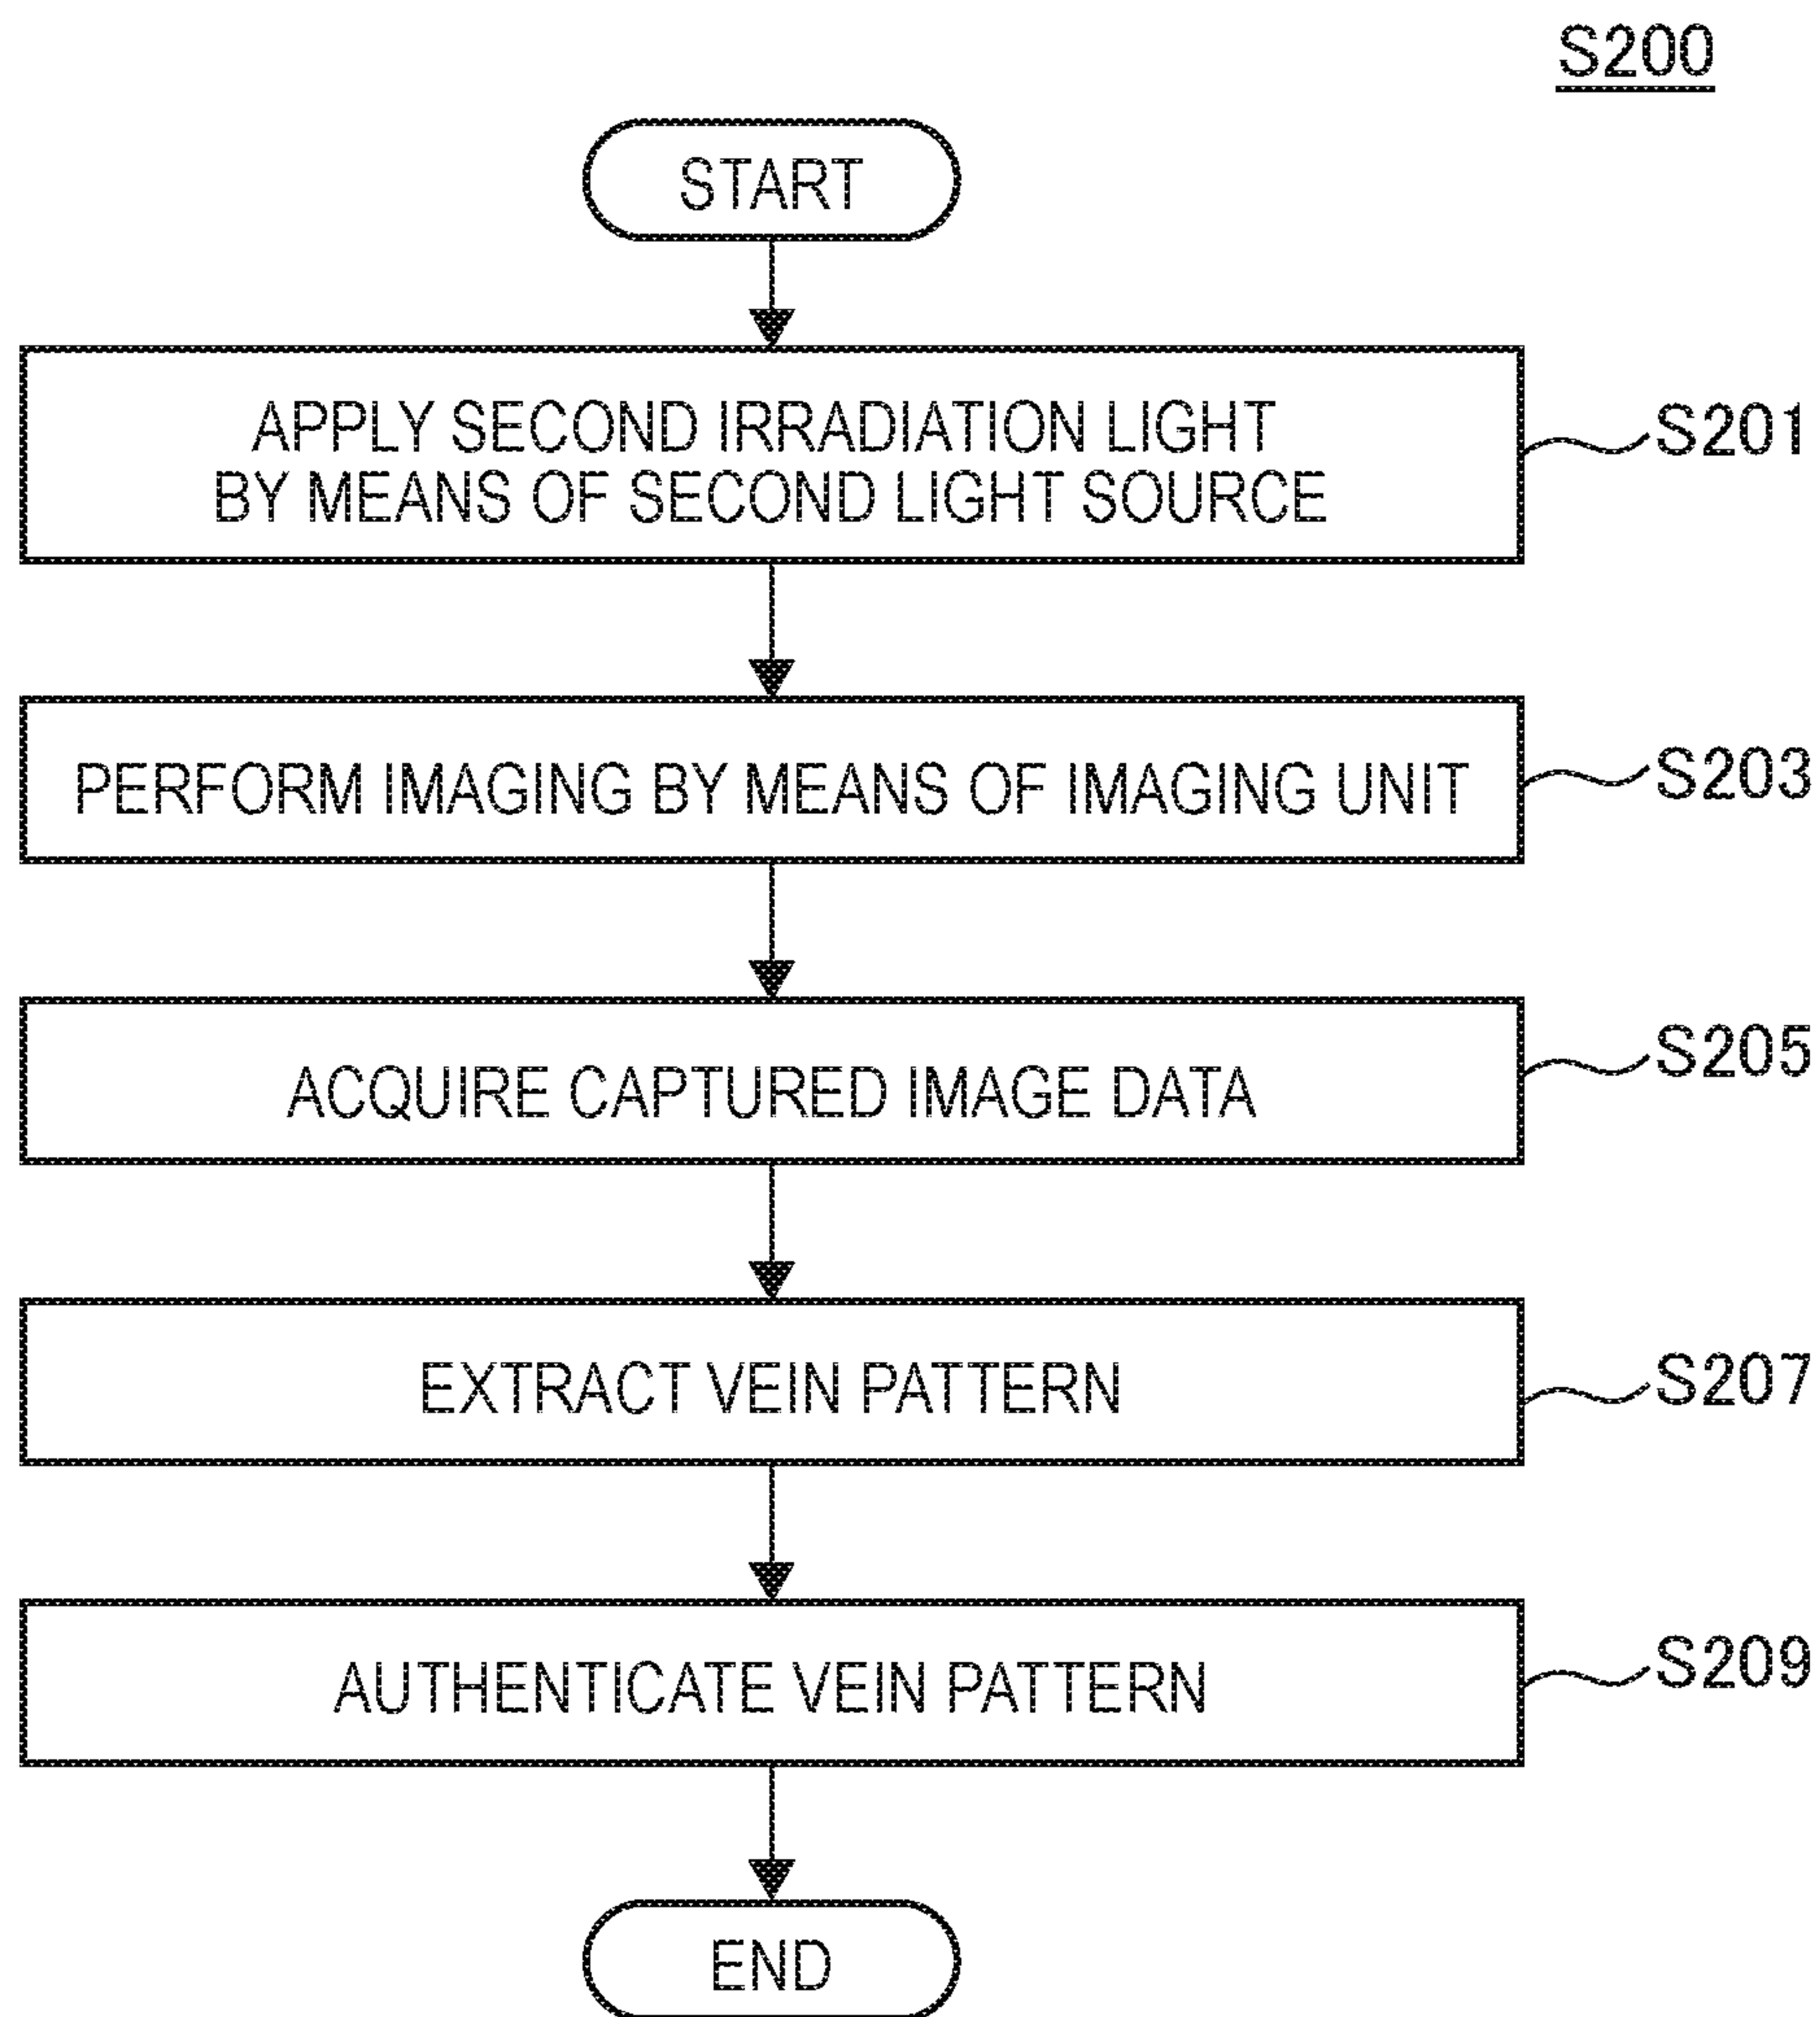 S200
START
APPLY SECOND IRRADIATION LIGHT
BY MEANS OF SECOND LIGHT SOURCE
S201
PERFORM IMAGING BY MEANS OF IMAGING UNIT
S203
ACQUIRE CAPTURED IMAGE DATA
S205
EXTRACT VEIN PATTERN
S207
AUTHENTICATE VEIN PATTERN
S209
END